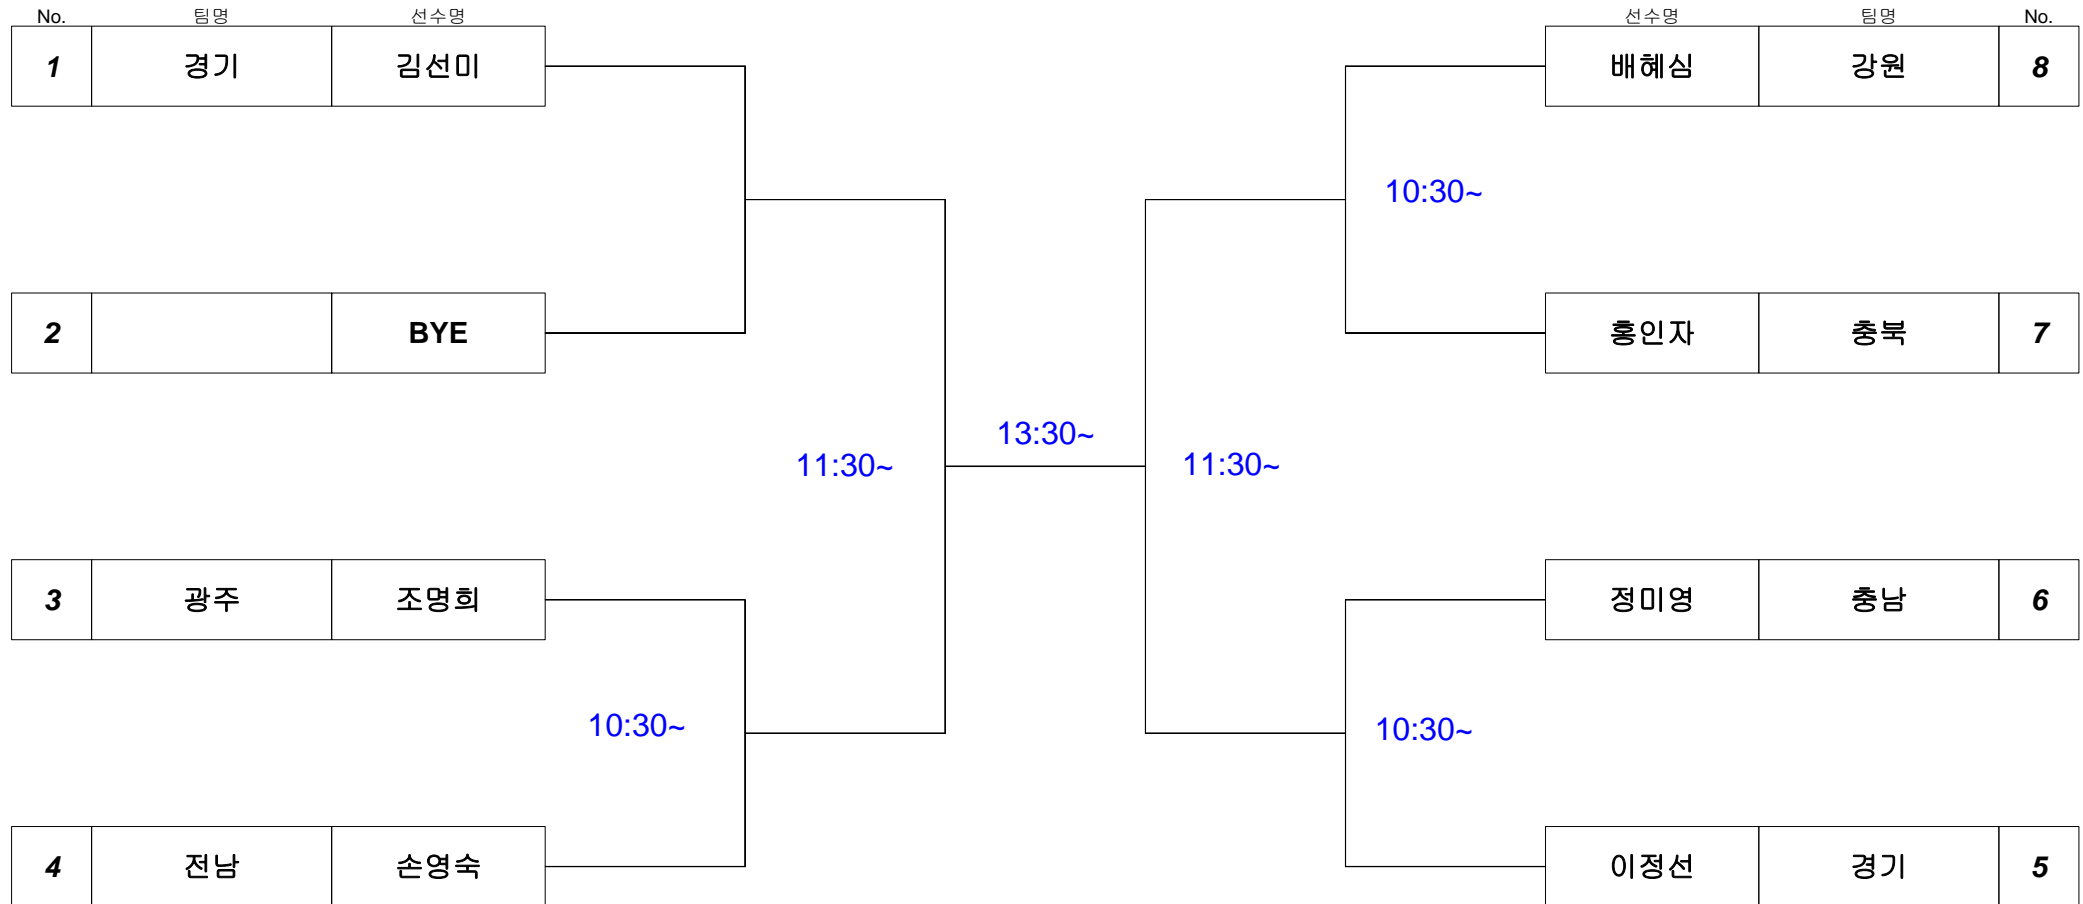 No. 팀명 선수명 선수명 팀명 No.
1 경기 김선미 배혜심 강원 8
10:30~
2 BYE 홍인자 충북 7
13:30~
11:30~ 11:30~
3 광주 조명희 정미영 충남 6
10:30~ 10:30~
4 전남 손영숙 이정선 경기 5